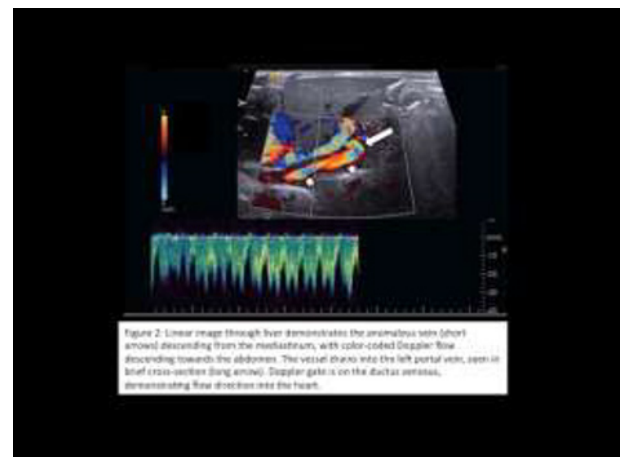 Figure 2: Linear image through liver demonstrates the anomalous vein (short
arrows) descending from the mediastinum, with color-coded Doppler flow
descending towards the abdomen. The vessel drains into the left portal vein, seen in
brief cross-section (long arrow). Doppler gate is on the ductus venosus,
demonstrating flow direction into the heart.